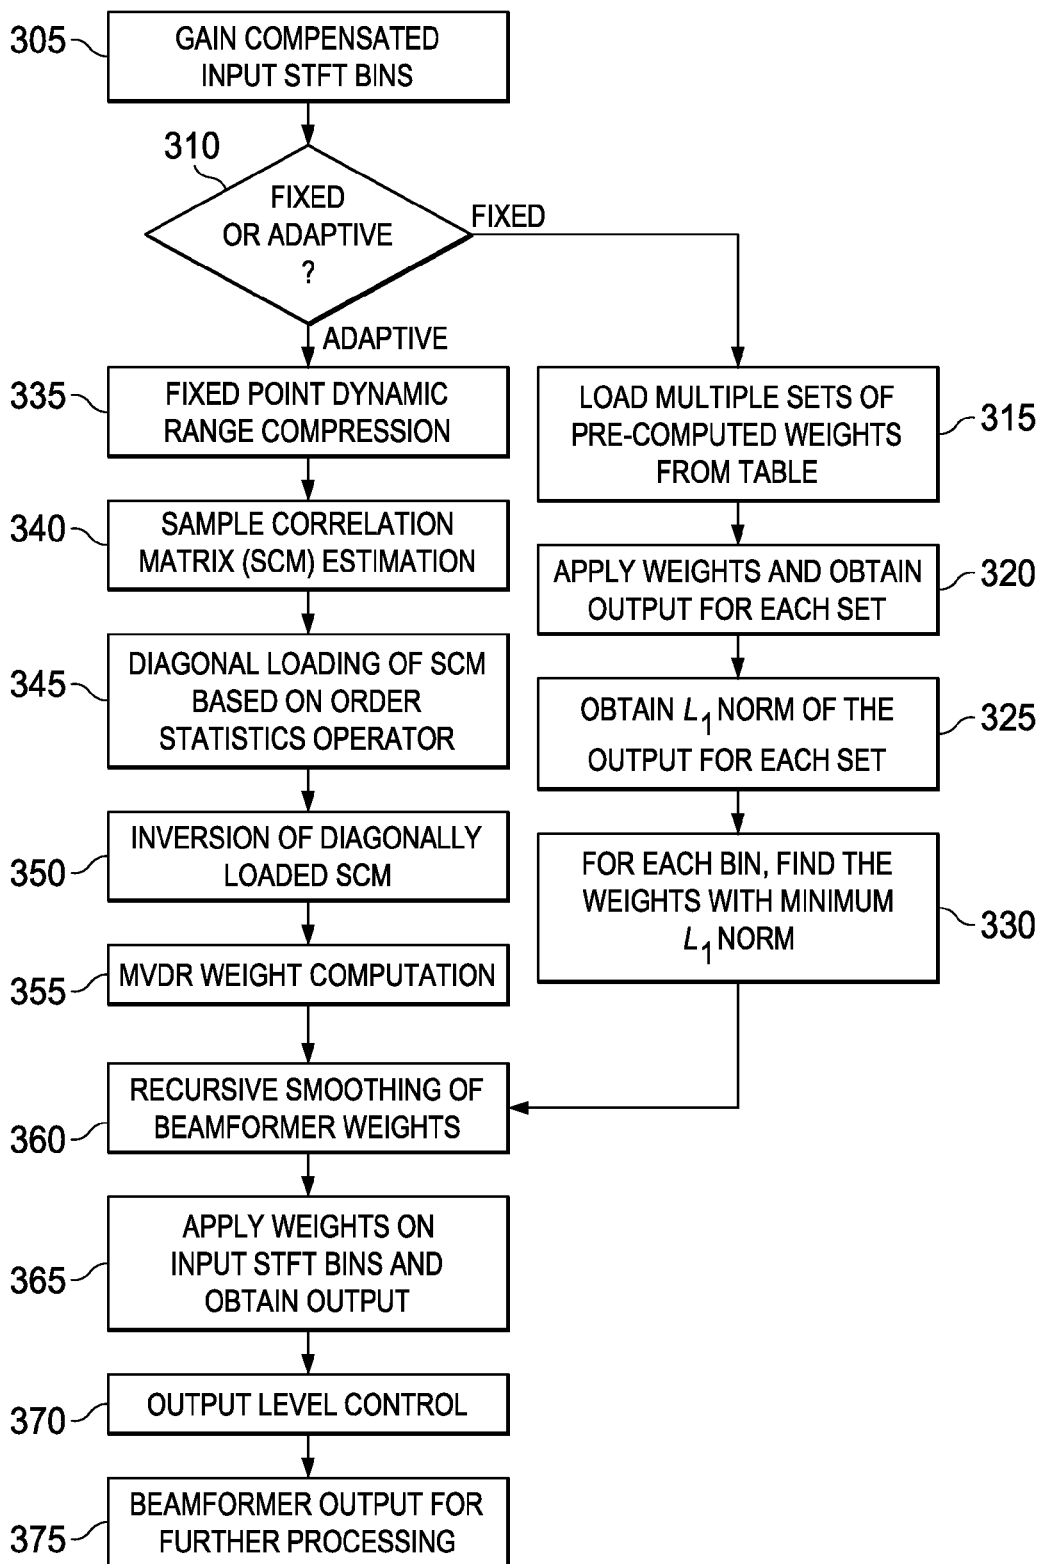 305
GAIN COMPENSATED
INPUT STFT BINS
310
FIXED
OR ADAPTIVE
?
FIXED
ADAPTIVE
335
FIXED POINT DYNAMIC
RANGE COMPRESSION
340
SAMPLE CORRELATION
MATRIX (SCM) ESTIMATION
345
DIAGONAL LOADING OF SCM
BASED ON ORDER
STATISTICS OPERATOR
350
INVERSION OF DIAGONALLY
LOADED SCM
355
MVDR WEIGHT COMPUTATION
LOAD MULTIPLE SETS OF
PRE-COMPUTED WEIGHTS
FROM TABLE
315
APPLY WEIGHTS AND OBTAIN
OUTPUT FOR EACH SET
320
OBTAIN L1 NORM OF THE
OUTPUT FOR EACH SET
325
FOR EACH BIN, FIND THE
WEIGHTS WITH MINIMUM
L1 NORM
330
360
RECURSIVE SMOOTHING OF
BEAMFORMER WEIGHTS
365
APPLY WEIGHTS ON
INPUT STFT BINS AND
OBTAIN OUTPUT
370
OUTPUT LEVEL CONTROL
375
BEAMFORMER OUTPUT FOR
FURTHER PROCESSING